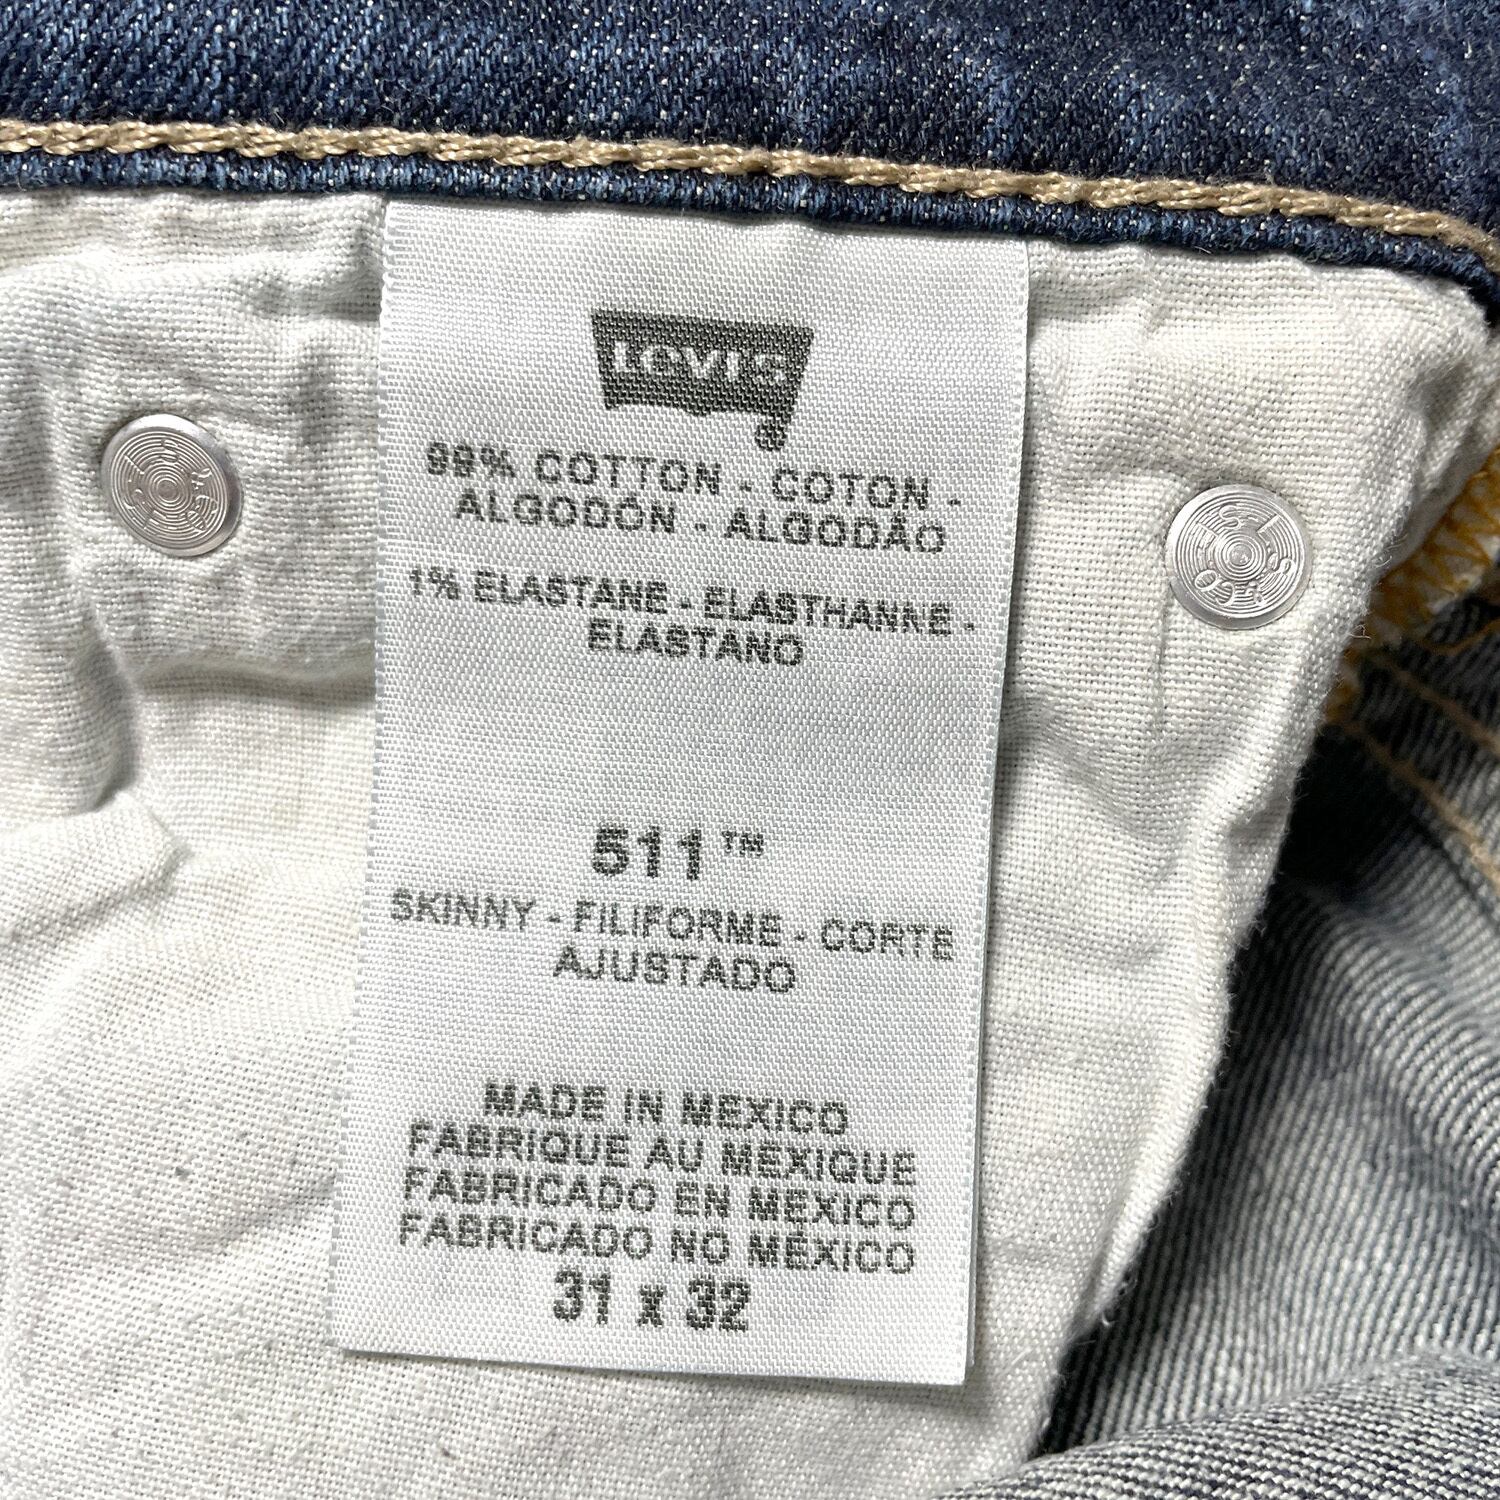 LEVI'S
®
99% COTTON - COTON -
ALGODÓN - ALGODÃO
1% ELASTANE - ELASTHANNE -
ELASTANO
511™
SKINNY - FILIFORME - CORTE
AJUSTADO
MADE IN MEXICO
FABRIQUE AU MEXIQUE
FABRICADO EN MÉXICO
FABRICADO NO MÉXICO
31 x 32